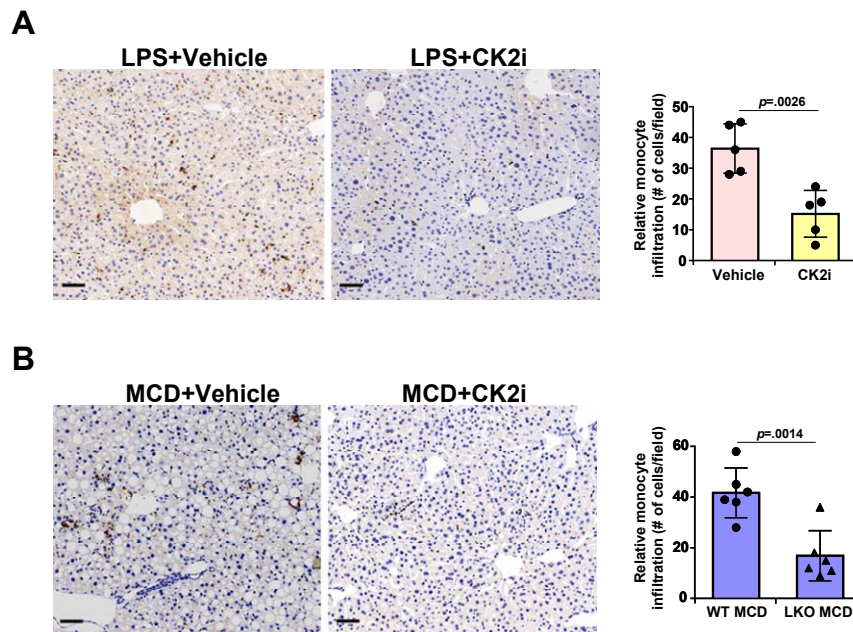 A
LPS+Vehicle
LPS+CK2i
Relative monocyte
infiltration (# of cells/field)
50
40
30
20
10
0
p=.0026
Vehicle
CK2i
B
MCD+Vehicle
MCD+CK2i
Relative monocyte
infiltration (# of cells/field)
60
40
20
0
p=.0014
WT MCD
LKO MCD